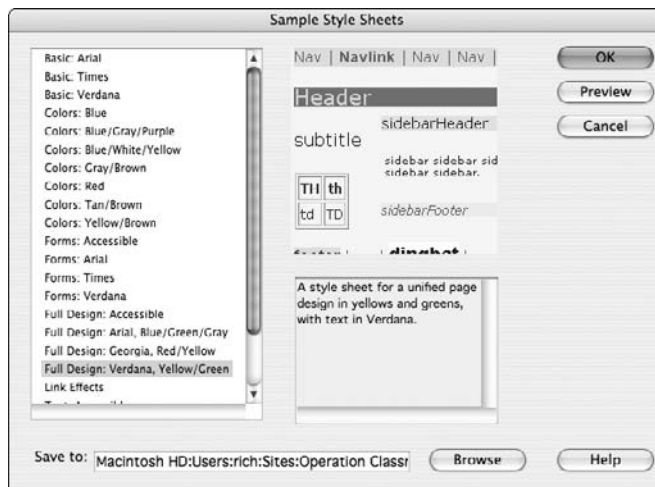 Sample Style Sheets
Basic: Arial
Basic: Times
Basic: Verdana
Colors: Blue
Colors: Blue/Gray/Purple
Colors: Blue/White/Yellow
Colors: Gray/Brown
Colors: Red
Colors: Tan/Brown
Colors: Yellow/Brown
Forms: Accessible
Forms: Arial
Forms: Times
Forms: Verdana
Full Design: Accessible
Full Design: Arial, Blue/Green/Gray
Full Design: Georgia, Red/Yellow
Full Design: Verdana, Yellow/Green
Link Effects
Nav | Navlink | Nav | Nav |
Header
subtitle
sidebarHeader
sidebar sidebar sid
sidebar sidebar.
TH th
td TD
sidebarFooter
footer | dingbat |
A style sheet for a unified page
design in yellows and greens,
with text in Verdana.
OK
Preview
Cancel
Save to: Macintosh HD:Users:rich:Sites:Operation Classr
Browse
Help